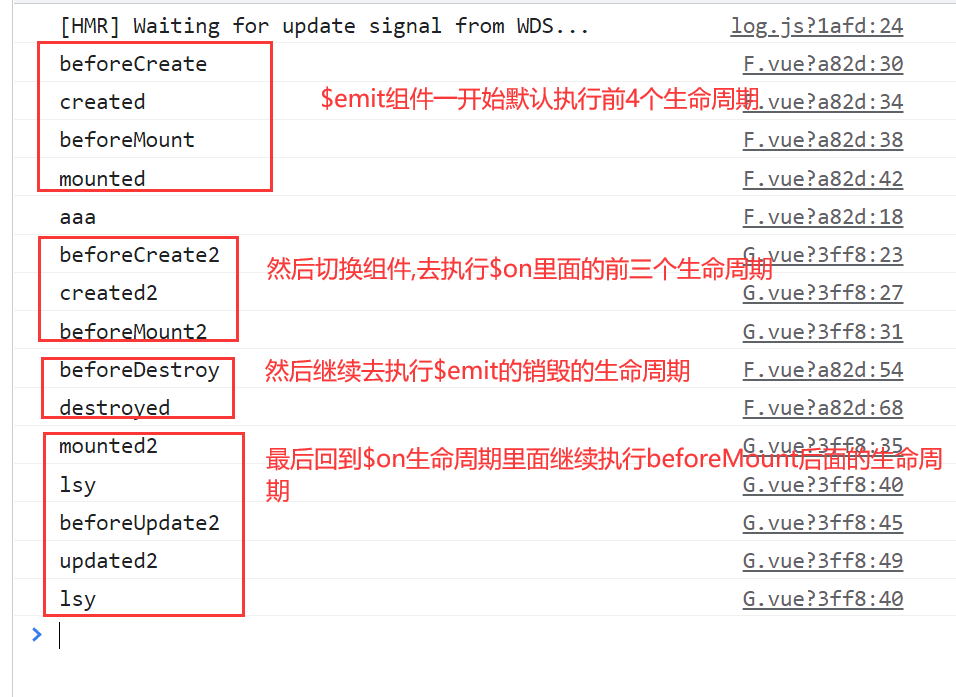 [HMR] Waiting for update signal from WDS... log.js?1afd:24
beforeCreate F.vue?a82d:30
$emit组件一开始默认执行前4个生命周期
created F.vue?a82d:34
beforeMount F.vue?a82d:38
mounted F.vue?a82d:42
aaa F.vue?a82d:18
beforeCreate2 G.vue?3ff8:23
然后切换组件,去执行$on里面的前三个生命周期
created2 G.vue?3ff8:27
beforeMount2 G.vue?3ff8:31
beforeDestroy F.vue?a82d:54
然后继续去执行$emit的销毁的生命周期
destroyed F.vue?a82d:68
mounted2 G.vue?3ff8:35
最后回到$on生命周期里面继续执行beforeMount后面的生命周
期
lsy G.vue?3ff8:40
beforeUpdate2 G.vue?3ff8:45
updated2 G.vue?3ff8:49
lsy G.vue?3ff8:40